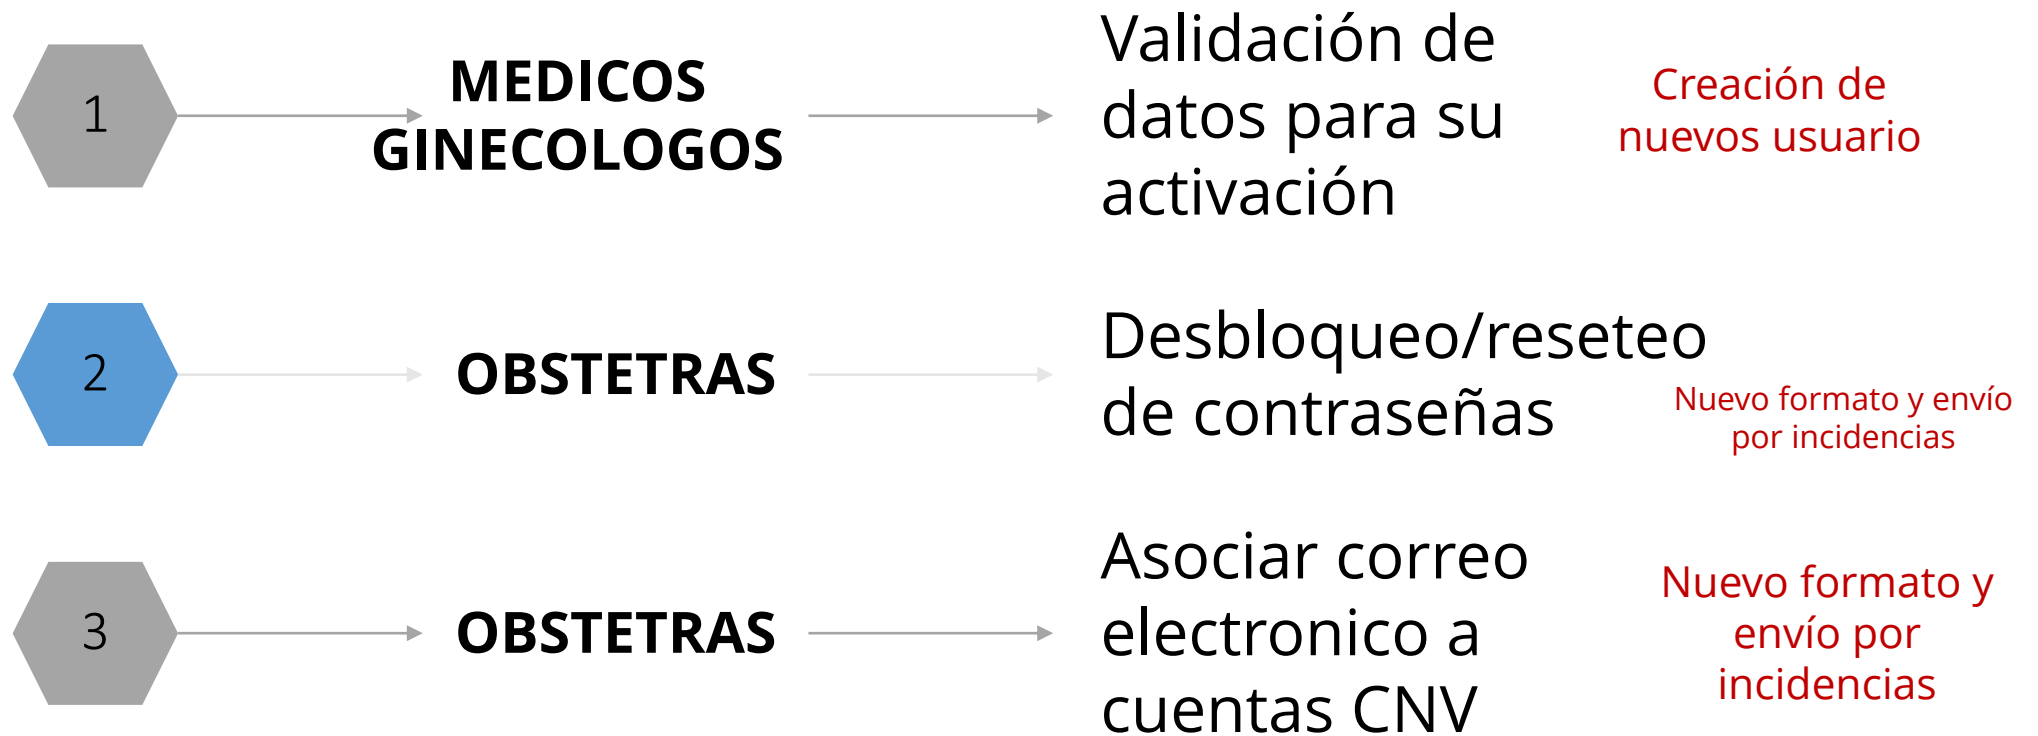 1
MEDICOS
GINECOLOGOS
Validación de
datos para su
activación
Creación de
nuevos usuario
2
OBSTETRAS
Desbloqueo/reseteo
de contraseñas
Nuevo formato y envío
por incidencias
3
OBSTETRAS
Asociar correo
electronico a
cuentas CNV
Nuevo formato y
envío por
incidencias